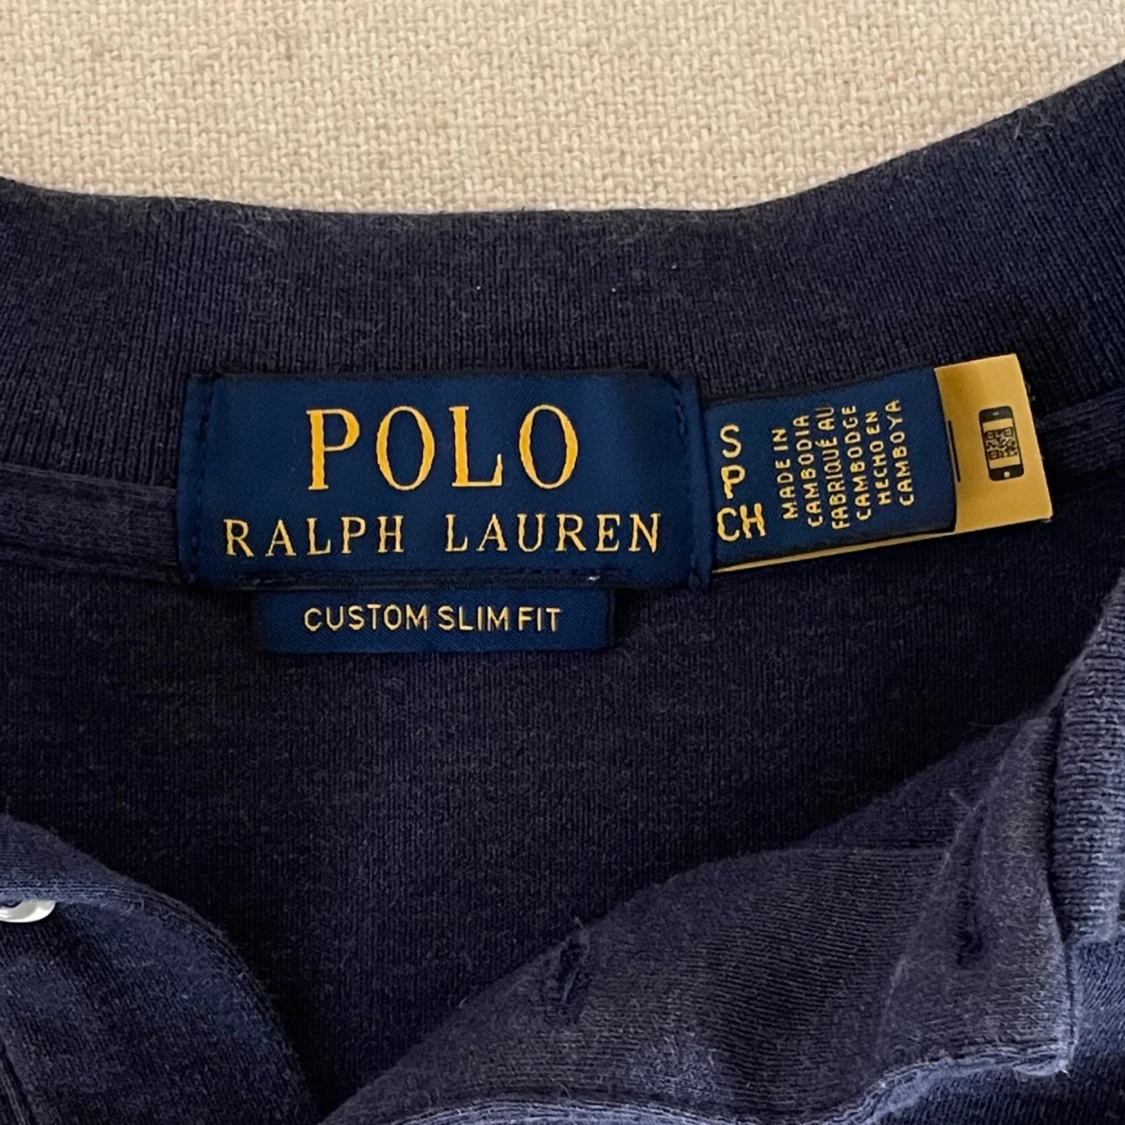 POLO
RALPH LAUREN
CUSTOM SLIM FIT
S
P
CH
MADE IN
CAMBODIA
FABRIQUÉ AU
CAMBODGE
HECHO EN
CAMBOYA